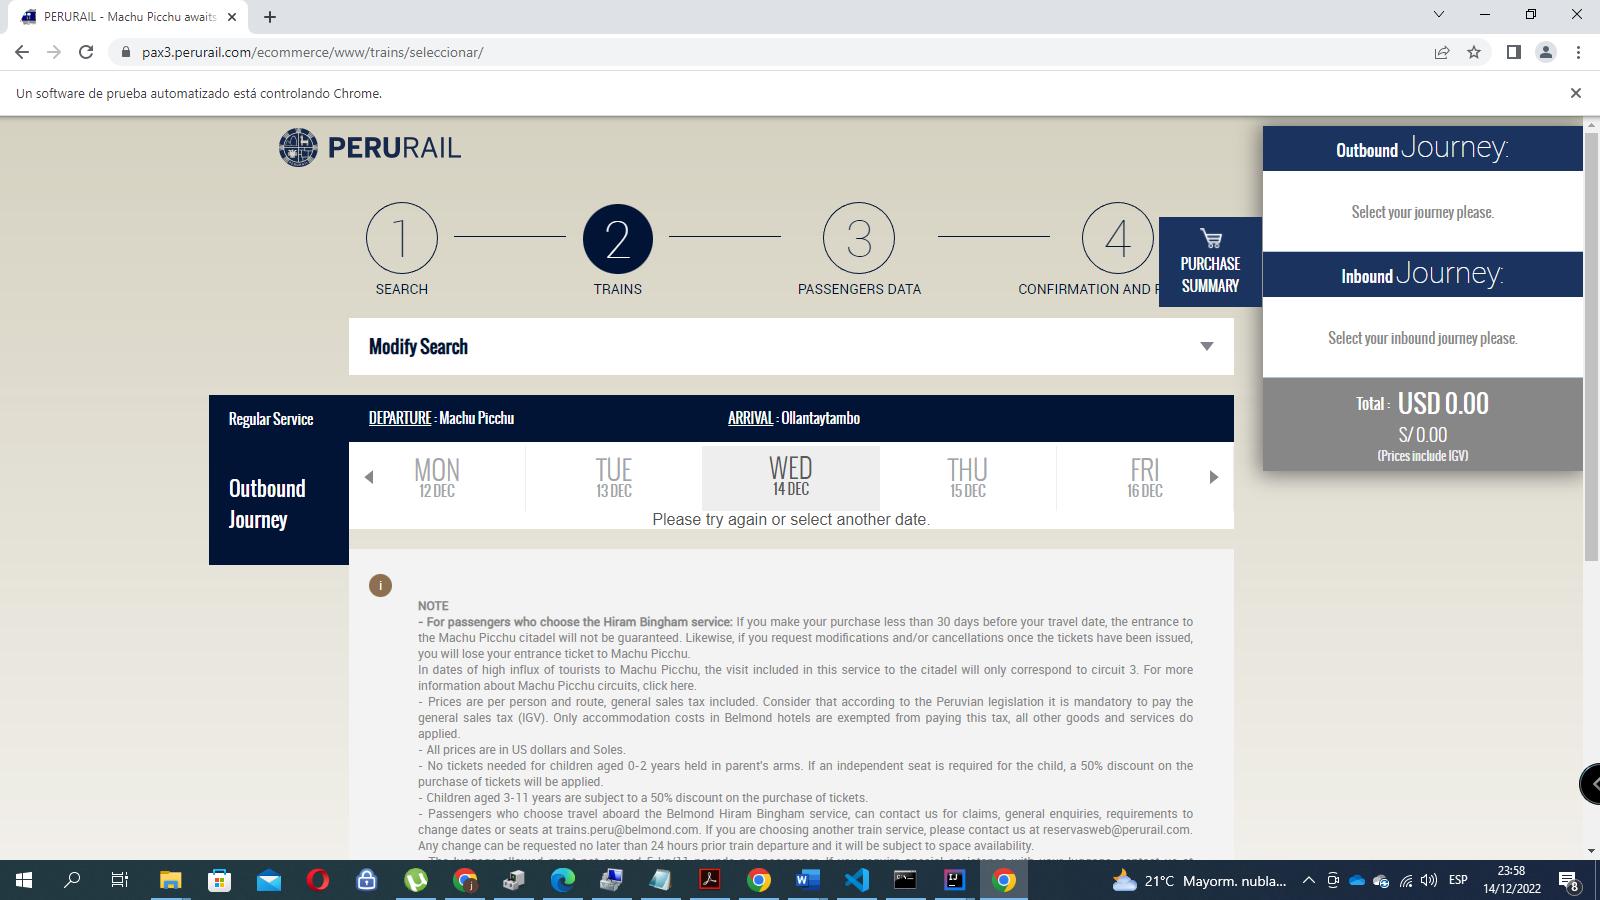 PERURAIL - Machu Picchu awaits
pax3.perurail.com/ecommerce/www/trains/seleccionar/
Un software de prueba automatizado está controlando Chrome.
PERURAIL
1
2
3
4
SEARCH
TRAINS
PASSENGERS DATA
CONFIRMATION AND P
PURCHASE
SUMMARY
Outbound Journey:
Select your journey please.
Inbound Journey:
Select your inbound journey please.
Total : USD 0.00
S/ 0.00
(Prices include IGV)
Modify Search
Regular Service
DEPARTURE : Machu Picchu
ARRIVAL : Ollantaytambo
Outbound
Journey
MON
12 DEC
TUE
13 DEC
WED
14 DEC
THU
15 DEC
FRI
16 DEC
Please try again or select another date.
i
NOTE
- For passengers who choose the Hiram Bingham service: If you make your purchase less than 30 days before your travel date, the entrance to
the Machu Picchu citadel will not be guaranteed. Likewise, if you request modifications and/or cancellations once the tickets have been issued,
you will lose your entrance ticket to Machu Picchu.
In dates of high influx of tourists to Machu Picchu, the visit included in this service to the citadel will only correspond to circuit 3. For more
information about Machu Picchu circuits, click here.
- Prices are per person and route, general sales tax included. Consider that according to the Peruvian legislation it is mandatory to pay the
general sales tax (IGV). Only accommodation costs in Belmond hotels are exempted from paying this tax, all other goods and services do
applied.
- All prices are in US dollars and Soles.
- No tickets needed for children aged 0-2 years held in parent's arms. If an independent seat is required for the child, a 50% discount on the
purchase of tickets will be applied.
- Children aged 3-11 years are subject to a 50% discount on the purchase of tickets.
- Passengers who choose travel aboard the Belmond Hiram Bingham service, can contact us for claims, general enquiries, requirements to
change dates or seats at trains.peru@belmond.com. If you are choosing another train service, please contact us at reservasweb@perurail.com.
Any change can be requested no later than 24 hours prior train departure and it will be subject to space availability.
21°C Mayorm. nubla...
ESP
23:58
14/12/2022
8